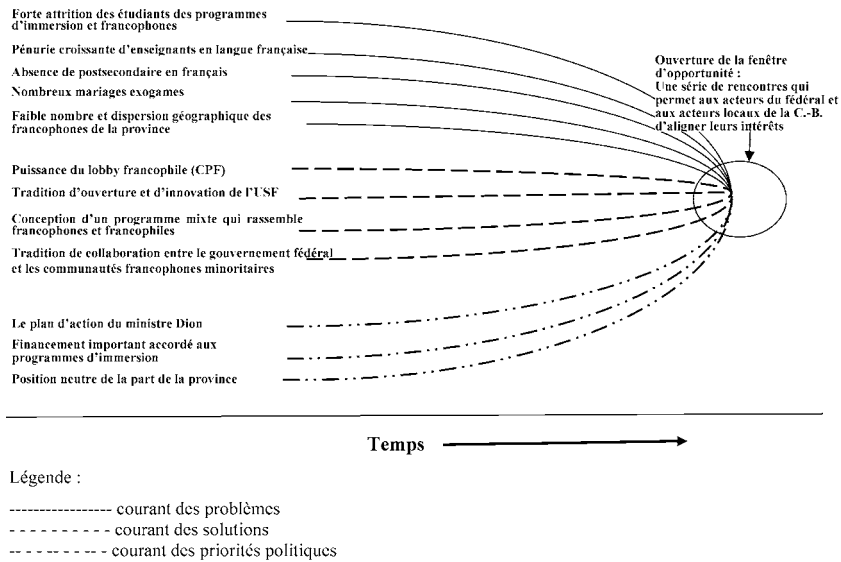 Forte attrition des étudiants des programmes
d'immersion et francophones
Pénurie croissante d'enseignants en langue française
Absence de postsecondaire en français
Nombreux mariages exogames
Faible nombre et dispersion géographique des
francophones de la province
Ouverture de la fenêtre
d'opportunité :
Une série de rencontres qui
permet aux acteurs du fédéral et
aux acteurs locaux de la C.-B.
d'aligner leurs intérêts
Puissance du lobby francophile (CPF)
Tradition d'ouverture et d'innovation de l'USF
Conception d'un programme mixte qui rassemble
francophones et francophiles
Tradition de collaboration entre le gouvernement fédéral
et les communautés francophones minoritaires
Le plan d'action du ministre Dion
Financement important accordé aux
programmes d'immersion
Position neutre de la part de la province
Temps
Légende :
----------------- courant des problèmes
- - - - - - - - - - courant des solutions
-- - - -- - - -- courant des priorités politiques